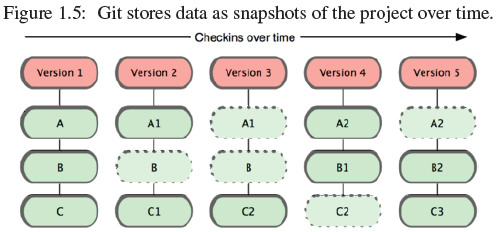 Figure 1.5: Git stores data as snapshots of the project over time.
Checkins over time
Version 1 Version 2 Version 3 Version 4 Version 5
A A1 A1 A2 A2
B B B B1 B2
C C1 C2 C2 C3